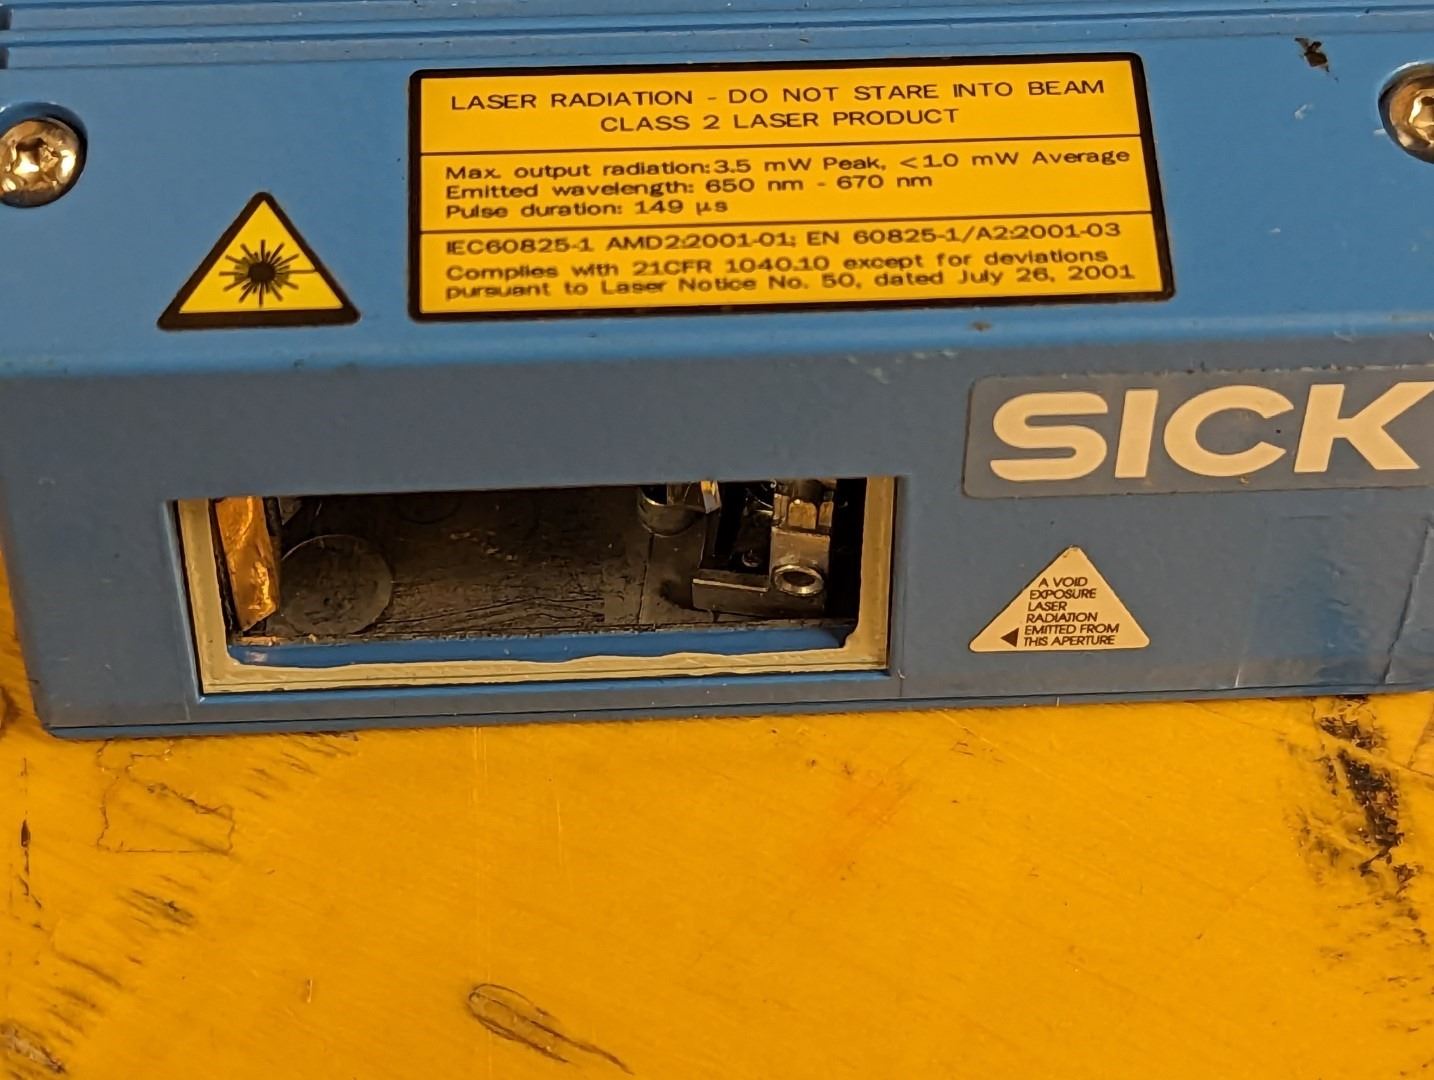 LASER RADIATION - DO NOT STARE INTO BEAM
CLASS 2 LASER PRODUCT
Max. output radiation: 3.5 mW Peak, <1.0 mW Average
Emitted wavelength: 650 nm - 670 nm
Pulse duration: 149 µs
IEC60825-1 AMD2:2001-01; EN 60825-1/A2:2001-03
Complies with 21CFR 1040.10 except for deviations
pursuant to Laser Notice No. 50, dated July 26, 2001
SICK
A VOID
EXPOSURE
LASER
RADIATION
EMITTED FROM
THIS APERTURE